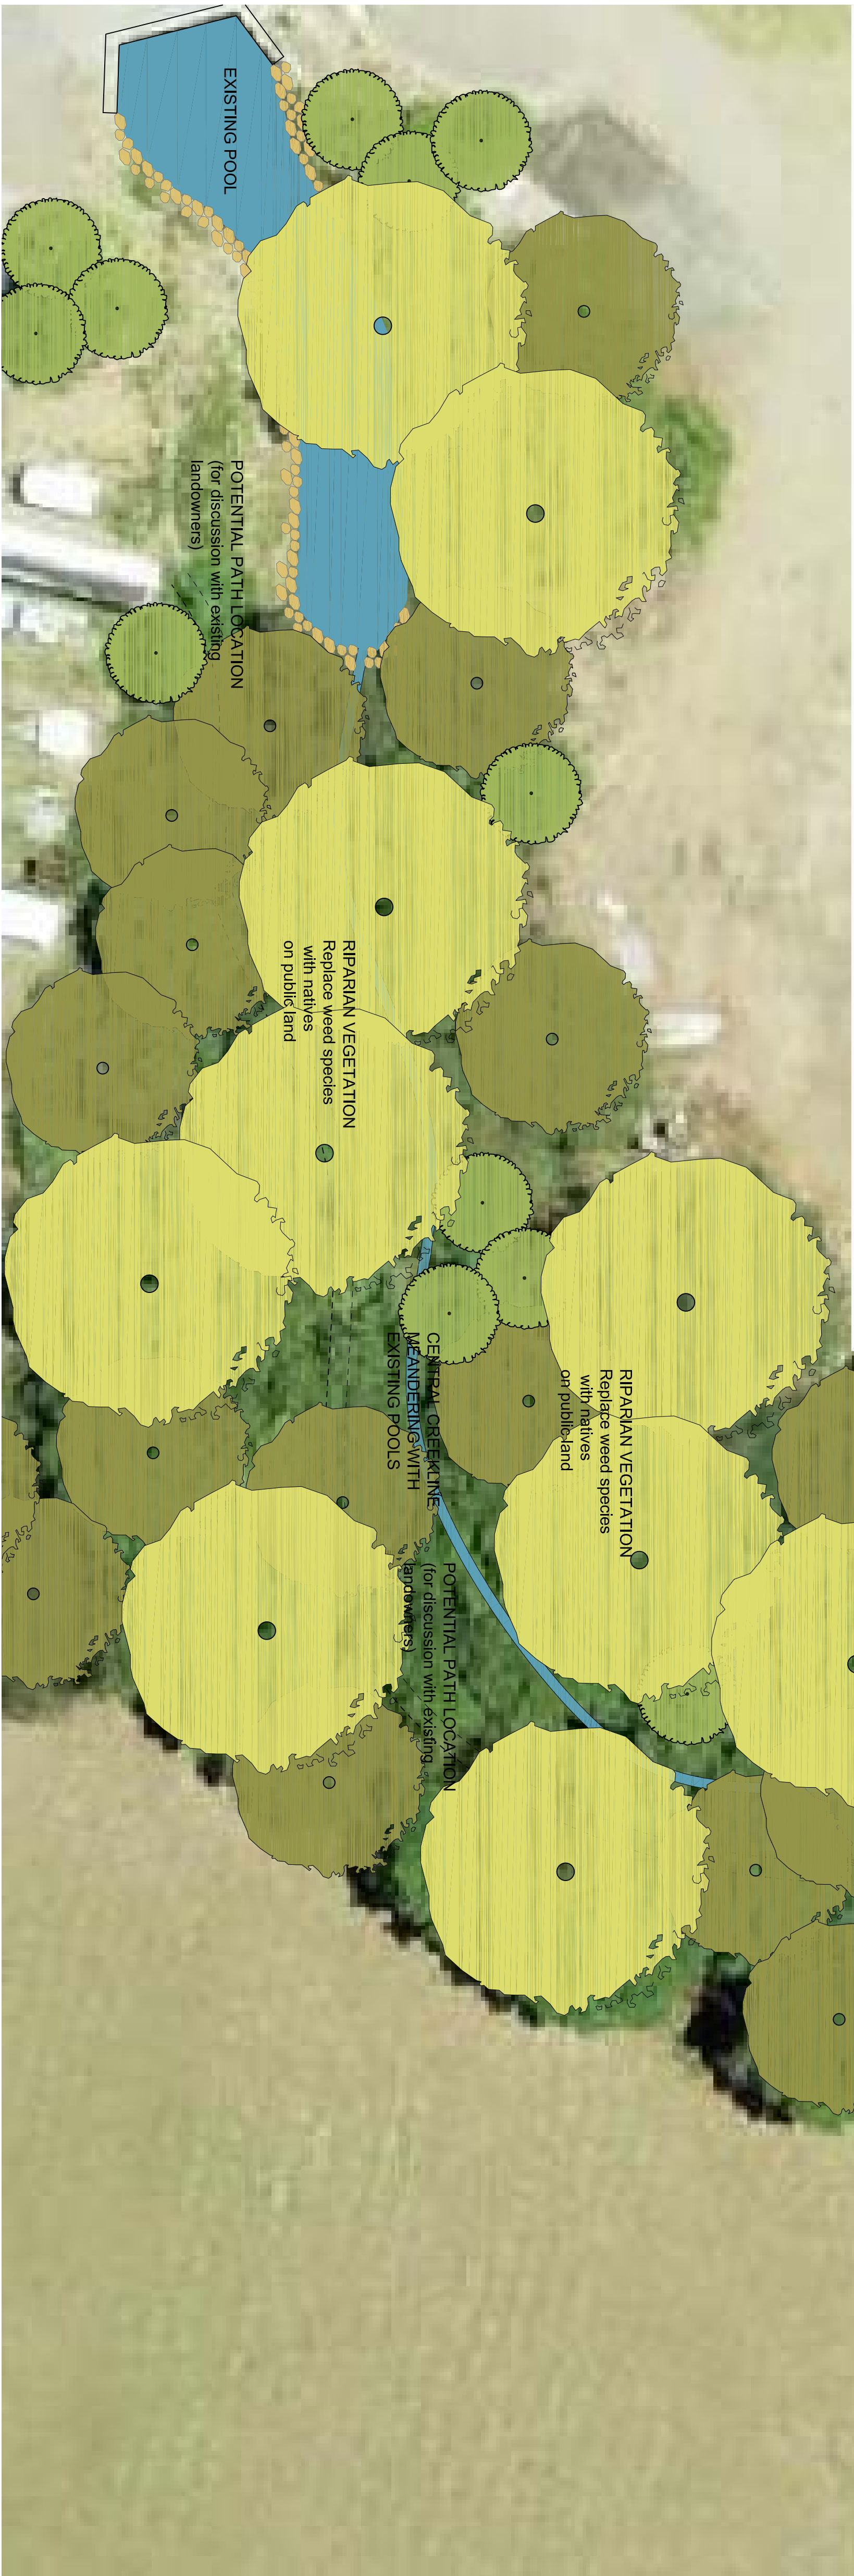 EXISTING POOL
POTENTIAL PATH LOCATION
(for discussion with existing
landowners)
RIPARIAN VEGETATION
Replace weed species
with natives
on public land
CENTRAL CREEKLINE
MEANDERING WITH
EXISTING POOLS
RIPARIAN VEGETATION
Replace weed species
with natives
on public land
POTENTIAL PATH LOCATION
(for discussion with existing
landowners)